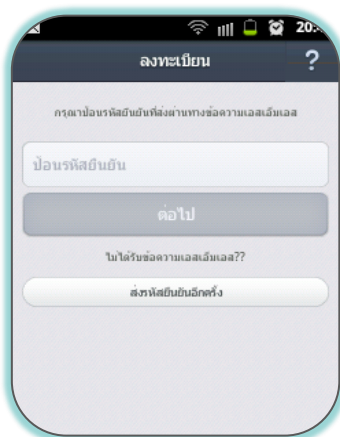 20:
ลงทะเบียน ?
กรุณาป้อนรหัสยืนยันที่ส่งผ่านทางข้อความเอสเอ็มเอส
ป้อนรหัสยืนยัน
ต่อไป
ไม่ได้รับข้อความเอสเอ็มเอส??
ส่งรหัสยืนยันอีกครั้ง